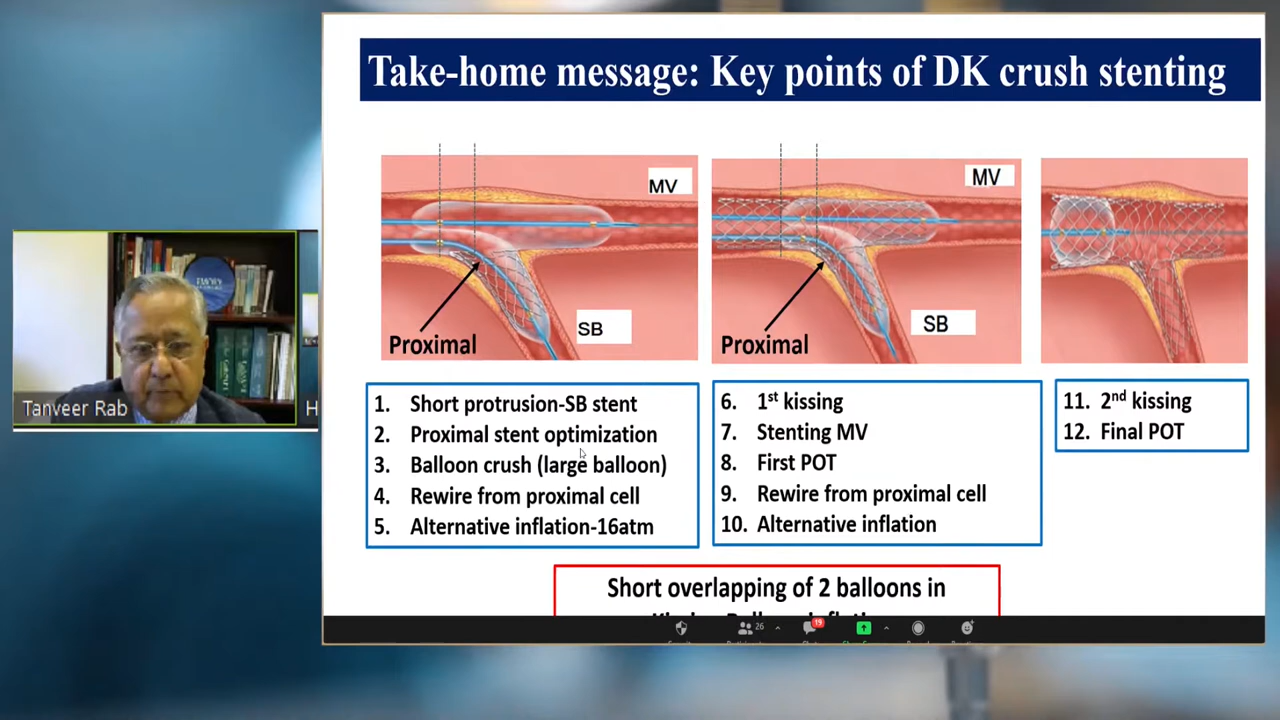 Take-home message: Key points of DK crush stenting
MV
SB
Proximal
MV
SB
Proximal
1. Short protrusion-SB stent
2. Proximal stent optimization
3. Balloon crush (large balloon)
4. Rewire from proximal cell
5. Alternative inflation-16atm
6. 1st kissing
7. Stenting MV
8. First POT
9. Rewire from proximal cell
10. Alternative inflation
11. 2nd kissing
12. Final POT
Short overlapping of 2 balloons in
Tanveer Rab
H
26
19